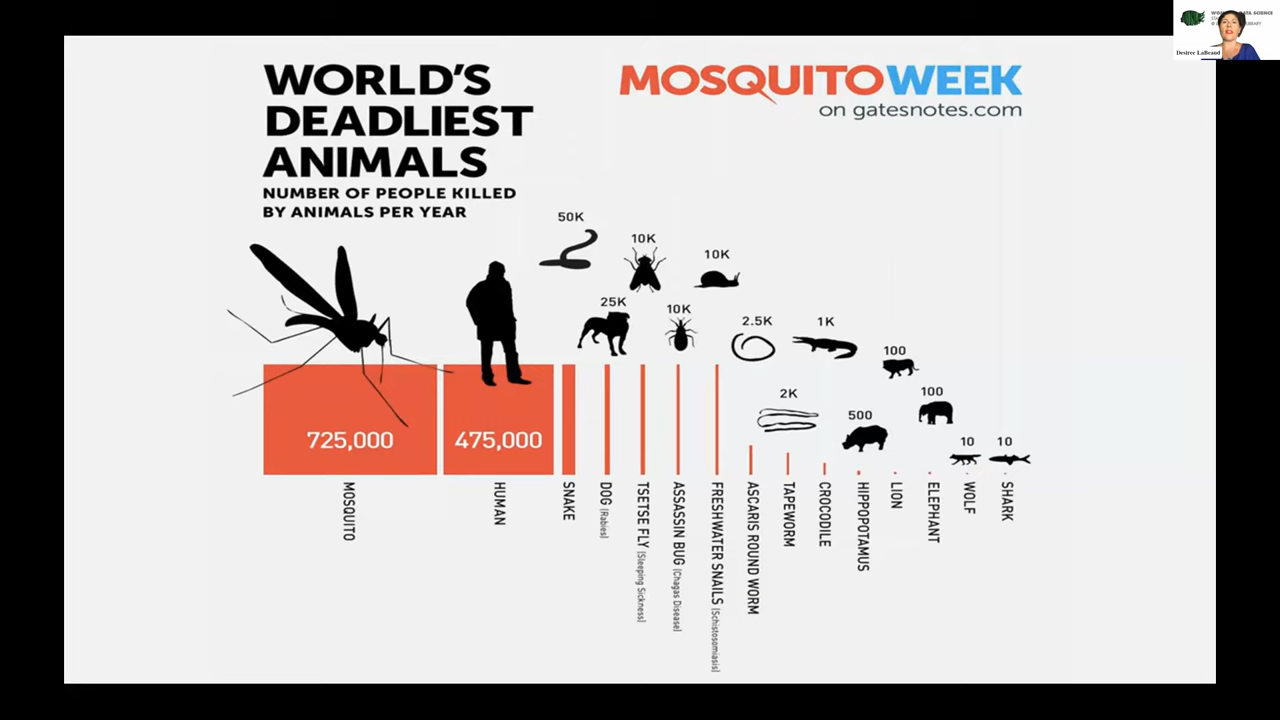 WORLD'S
DEADLIEST
ANIMALS
NUMBER OF PEOPLE KILLED
BY ANIMALS PER YEAR
MOSQUITOWEEK
on gatesnotes.com
Desiree LaBeaud
50K
10K
10K
25K
10K
2.5K
1K
100
2K
500
100
10
10
725,000
475,000
MOSQUITO
HUMAN
SNAKE
DOG (Rabies)
TSETSE FLY (Sleeping Sickness)
ASSASSIN BUG (Chagas Disease)
FRESHWATER SNAILS (Schistosomiasis)
ASCARIS ROUND WORM
TAPEWORM
CROCODILE
HIPPOPOTAMUS
LION
ELEPHANT
WOLF
SHARK